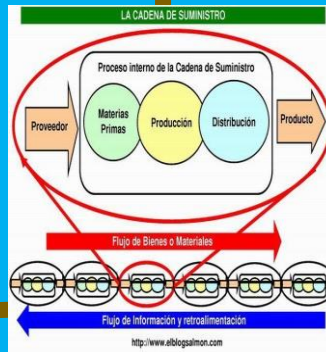 LA CADENA DE SUMINISTRO
Proceso interno de la Cadena de Suministro
Proveedor
Materias
Primas
Producción
Distribución
Producto
Flujo de Bienes o Materiales
Flujo de Información y retroalimentación
http://www.elblogsalmon.com